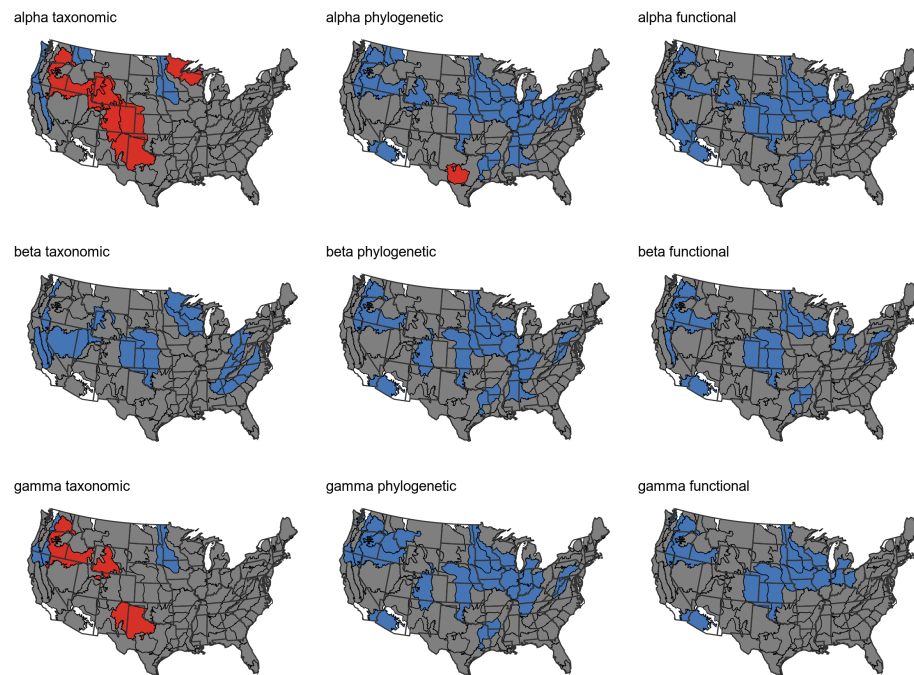 alpha taxonomic
alpha phylogenetic
alpha functional
beta taxonomic
beta phylogenetic
beta functional
gamma taxonomic
gamma phylogenetic
gamma functional